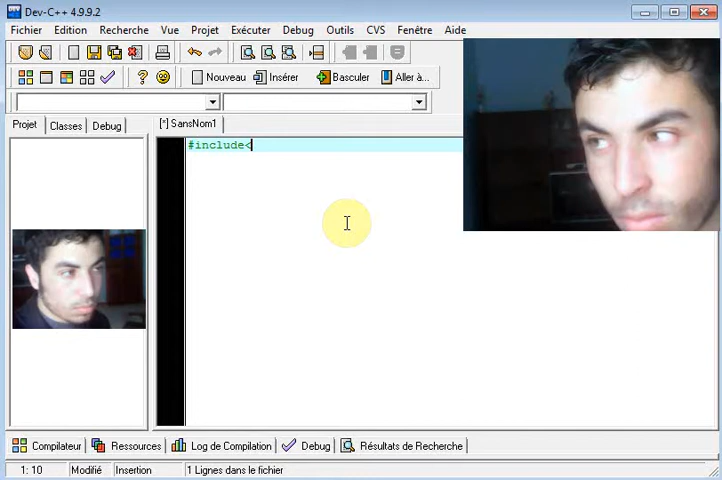 Dev-C++ 4.9.9.2
Fichier Edition Recherche Vue Projet Exécuter Debug Outils CVS Fenêtre Aide
Nouveau Insérer Basculer Aller à...
Projet Classes Debug
[*] SansNom1
#include<
Compilateur Ressources Log de Compilation Debug Résultats de Recherche
1: 10 Modifié Insertion 1 Lignes dans le fichier